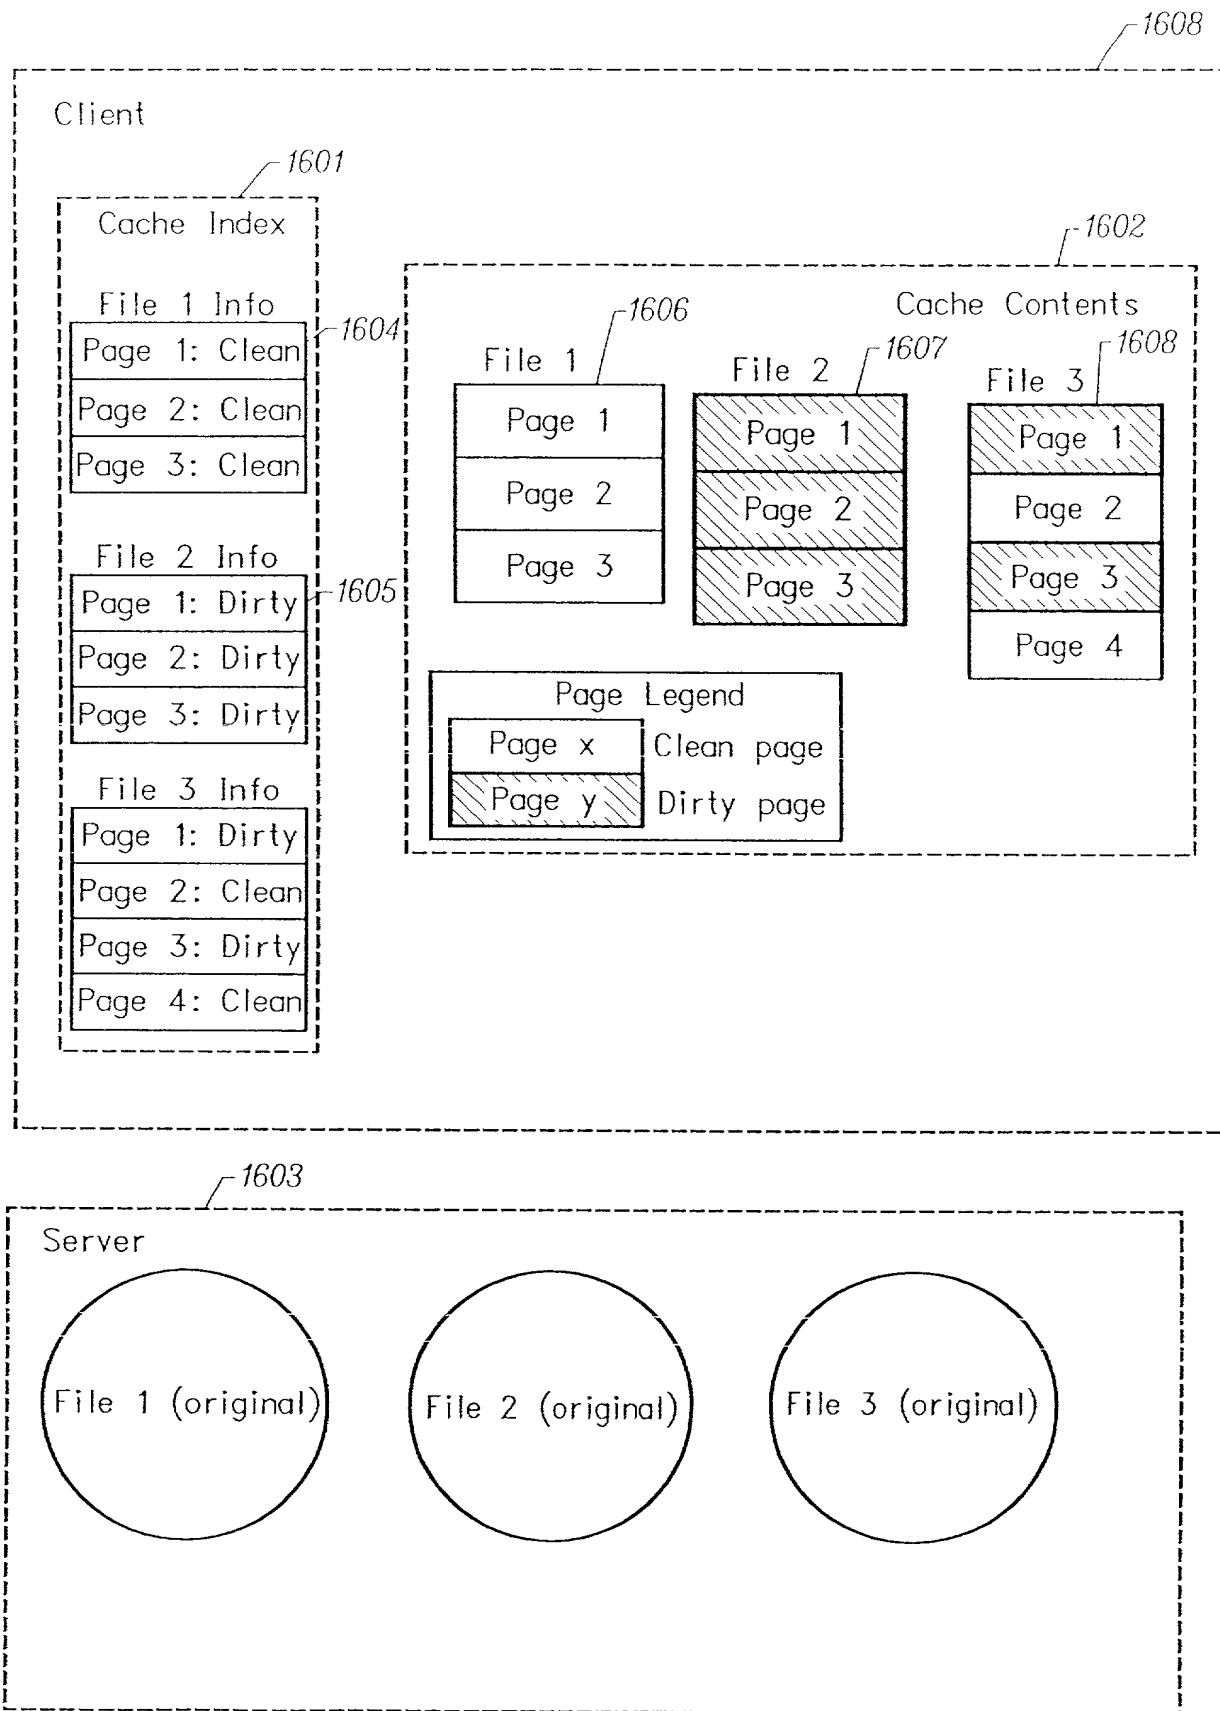 1608
Client
1601
Cache Index
File 1 Info
Page 1: Clean
1604
Page 2: Clean
Page 3: Clean
File 2 Info
Page 1: Dirty
1605
Page 2: Dirty
Page 3: Dirty
File 3 Info
Page 1: Dirty
Page 2: Clean
Page 3: Dirty
Page 4: Clean
1602
Cache Contents
1606
File 1
Page 1
Page 2
Page 3
1607
File 2
Page 1
Page 2
Page 3
1608
File 3
Page 1
Page 2
Page 3
Page 4
Page Legend
Page x Clean page
Page y Dirty page
1603
Server
File 1 (original)
File 2 (original)
File 3 (original)